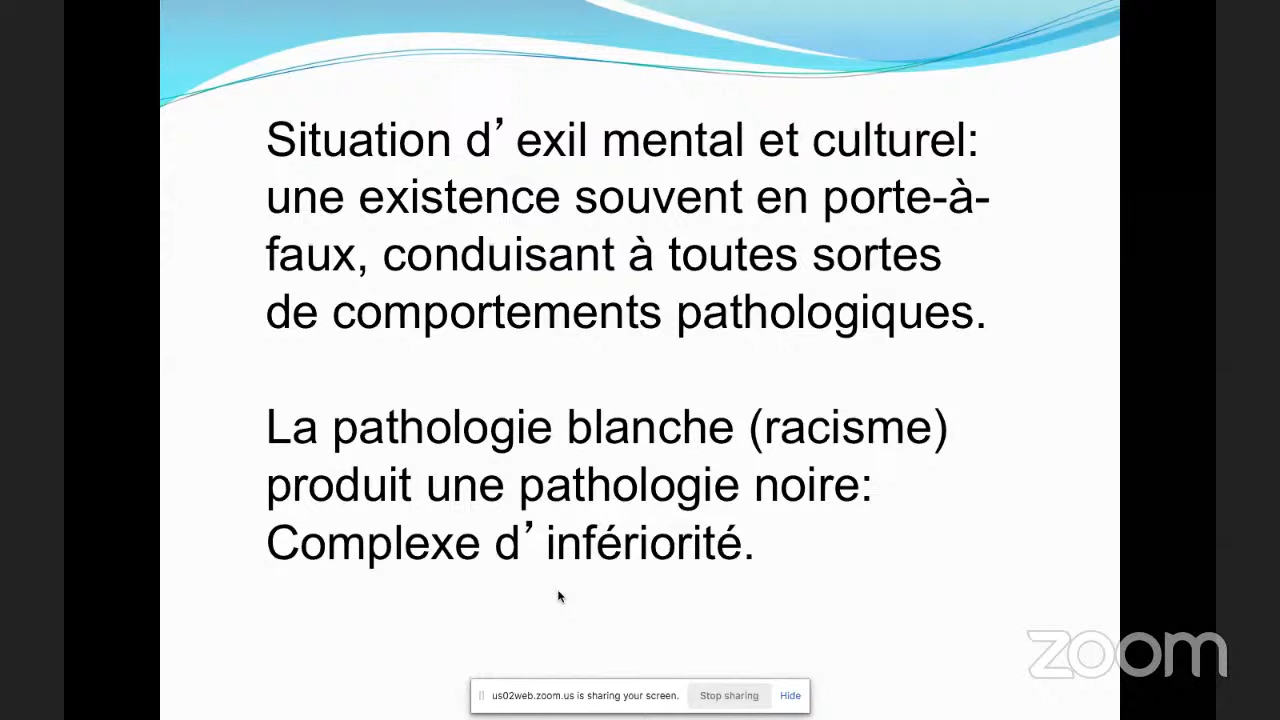 Situation d’exil mental et culturel:
une existence souvent en porte-à-
faux, conduisant à toutes sortes
de comportements pathologiques.
La pathologie blanche (racisme)
produit une pathologie noire:
Complexe d’infériorité.
zoom
us02web.zoom.us is sharing your screen. Stop sharing Hide